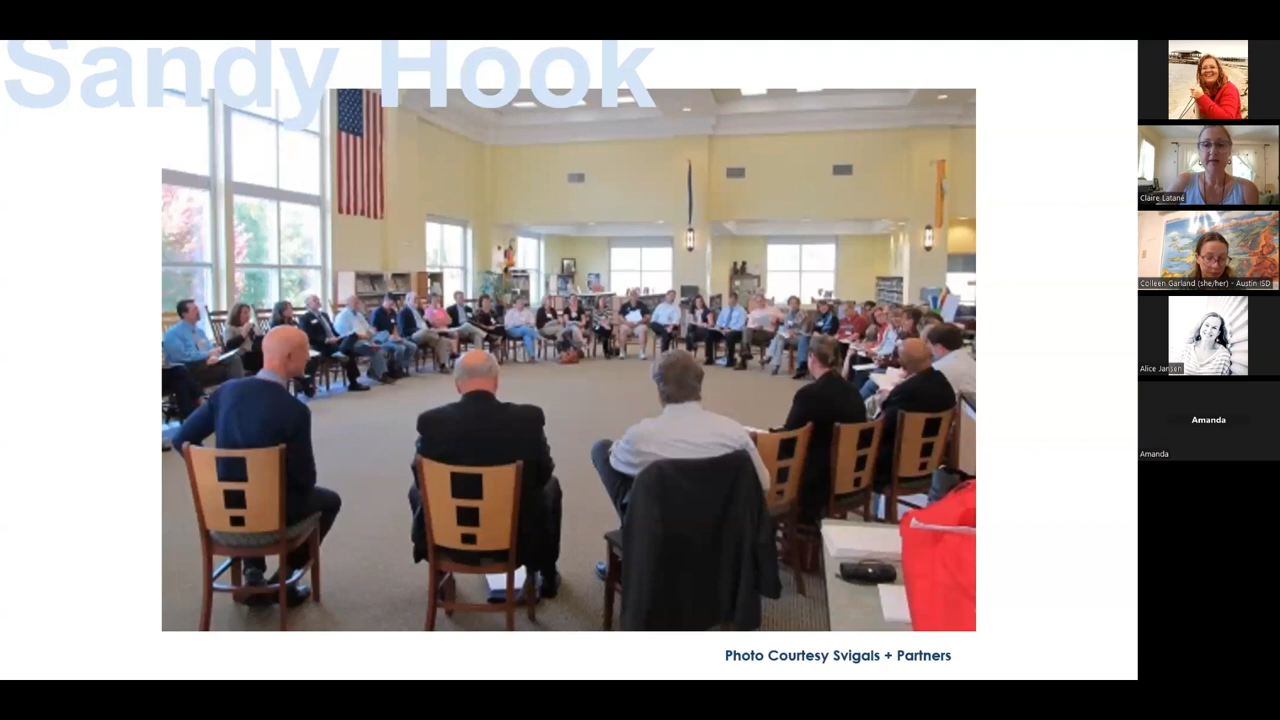 Sandy Hook
Photo Courtesy Svigals + Partners
Claire Latané
Colleen Garland (she/her) - Austin ISD
Alice Jansen
Amanda
Amanda